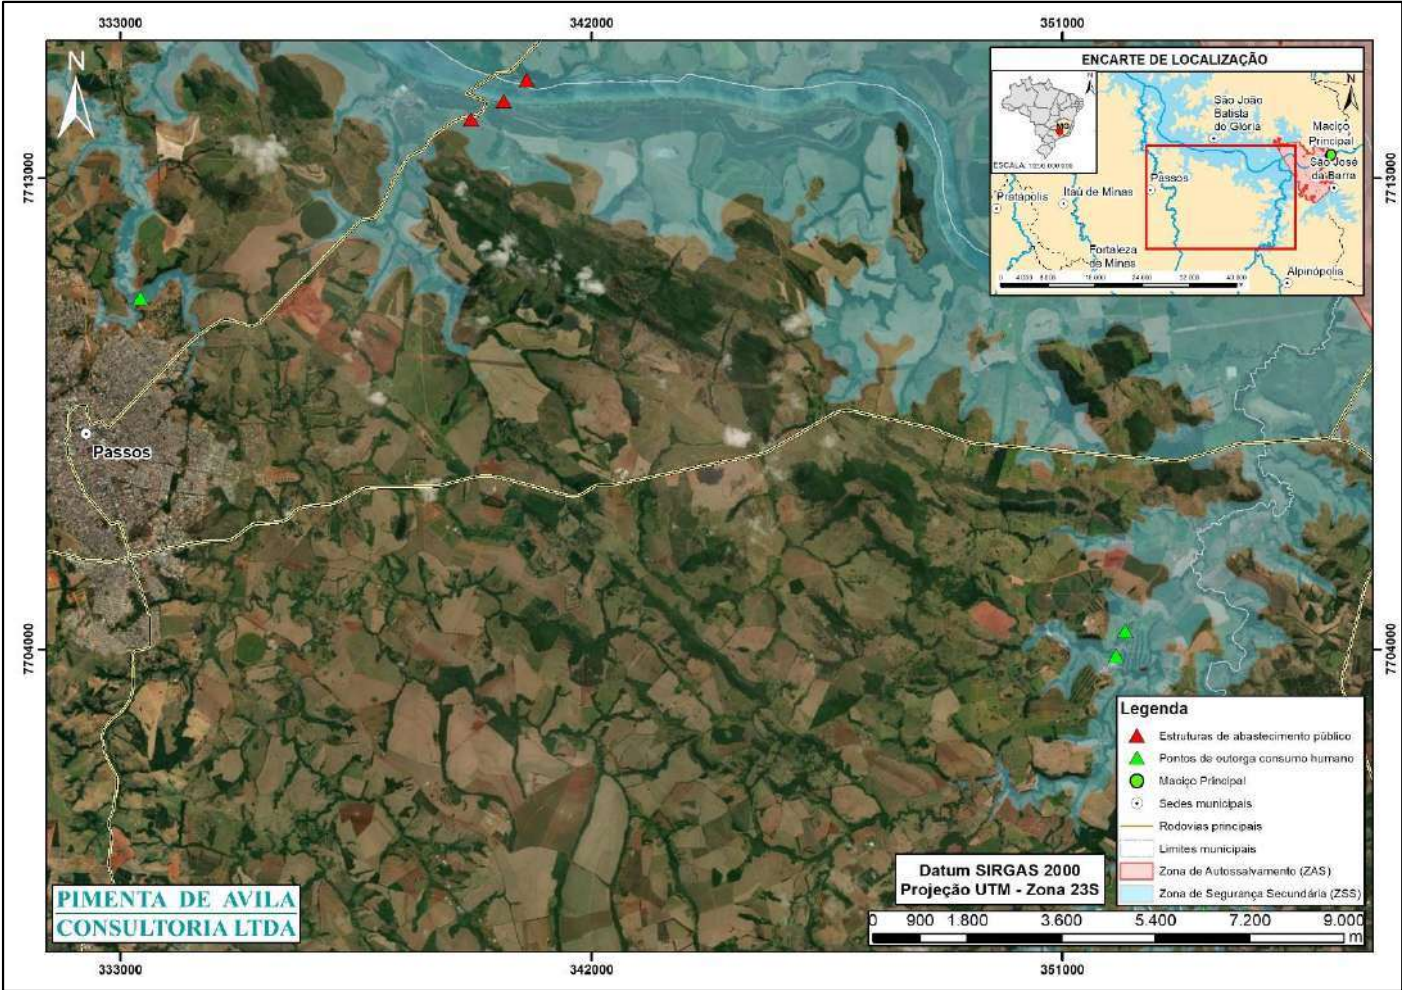 333000
342000
351000
N
ENCARTE DE LOCALIZAÇÃO
MG
ESCALA:
N
São João
Batista
do Glória
Maciço
Principal
São José
da Barra
Passos
Itaú de Minas
Pratápolis
Fortaleza
de Minas
Alpinópolis
7713000
7713000
Passos
7704000
7704000
Legenda
Estruturas de abastecimento público
Pontos de outorga consumo humano
Maciço Principal
Sedes municipais
Rodovias principais
Limites municipais
Zona de Autossalvamento (ZAS)
Zona de Segurança Secundária (ZSS)
Datum SIRGAS 2000
Projeção UTM - Zona 23S
0 900 1.800 3.600 5.400 7.200 9.000
m
PIMENTA DE AVILA
CONSULTORIA LTDA
333000
342000
351000